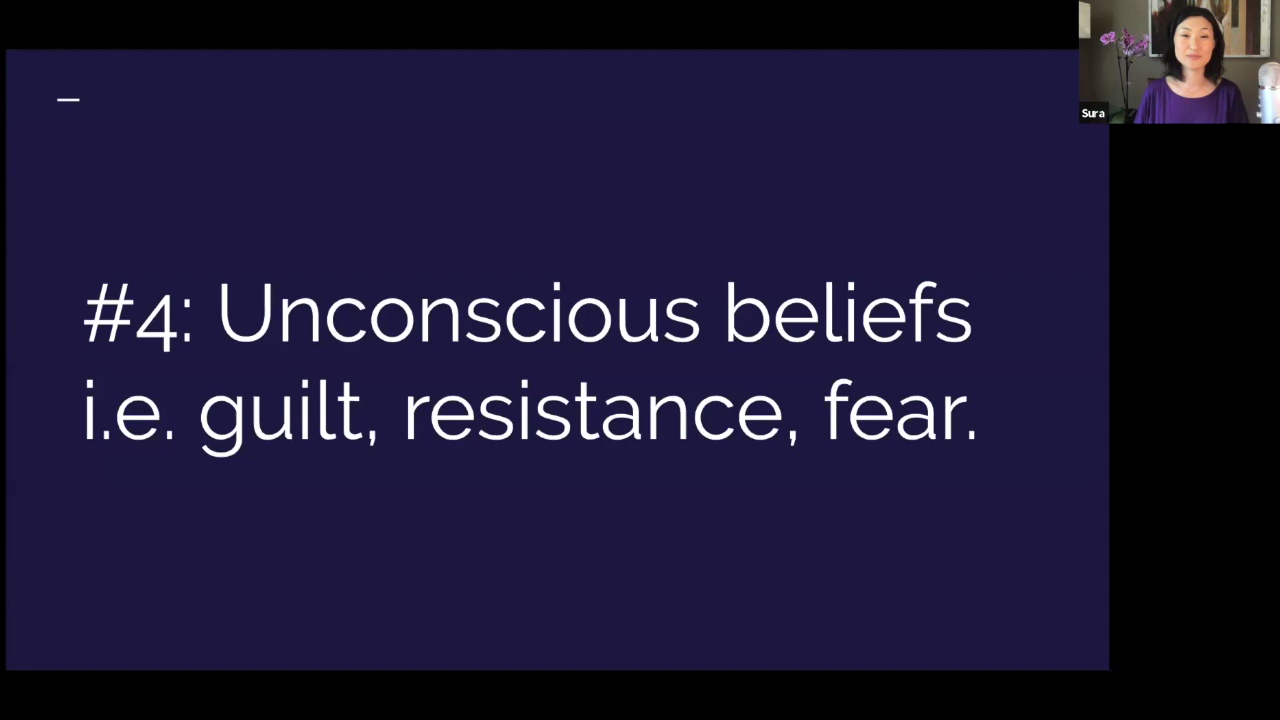 #4: Unconscious beliefs
i.e. guilt, resistance, fear.
Sura